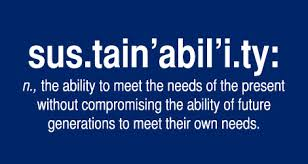 sus.tain'abil'i.ty:
n., the ability to meet the needs of the present
without compromising the ability of future
generations to meet their own needs.